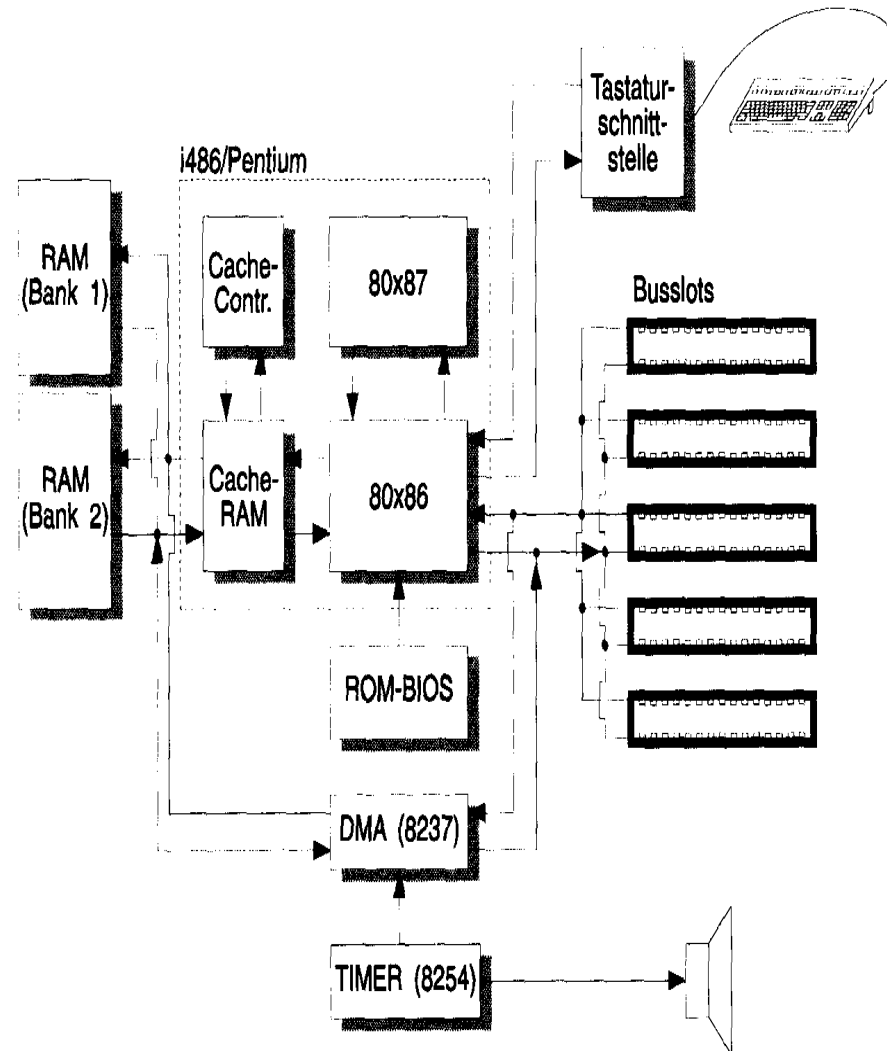 Tastatur-
schnitt-
stelle
i486/Pentium
RAM
(Bank 1)
Cache-
Contr.
80x87
Busslots
RAM
(Bank 2)
Cache-
RAM
80x86
ROM-BIOS
DMA (8237)
TIMER (8254)